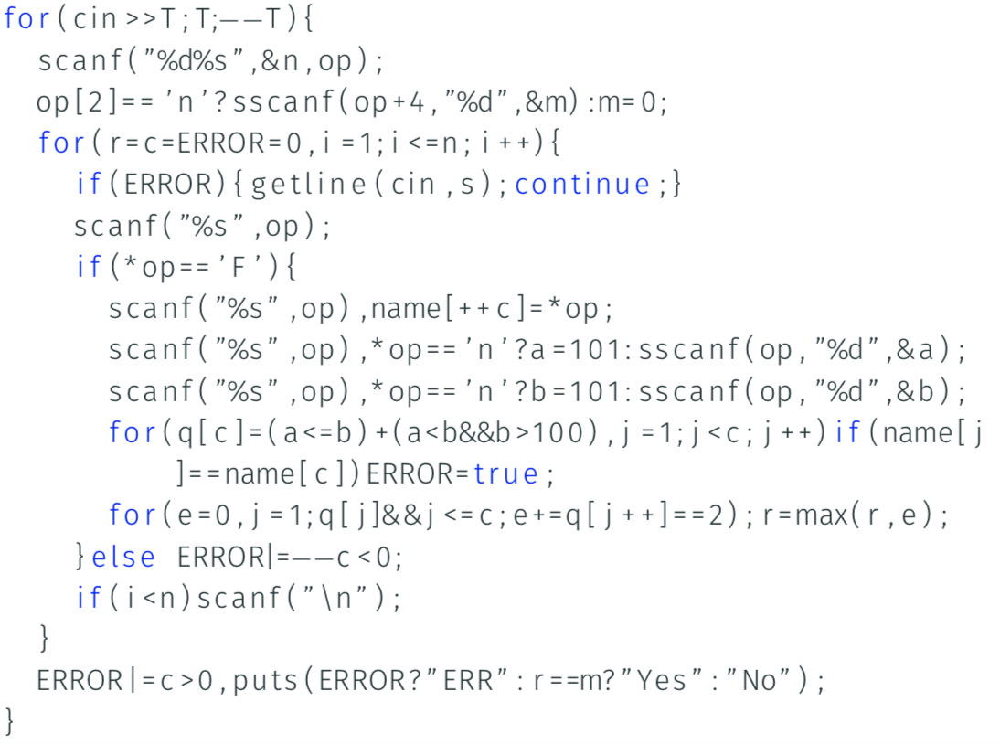 for(cin>>T;T;--T){
scanf("%d%s",&n,op);
op[2]=='n'?sscanf(op+4,"%d",&m):m=0;
for(r=c=ERROR=0,i=1;i<=n;i++){
if(ERROR){getline(cin,s);continue;}
scanf("%s",op);
if(*op=='F'){
scanf("%s",op),name[++c]=*op;
scanf("%s",op),*op=='n'?a=101:sscanf(op,"%d",&a);
scanf("%s",op),*op=='n'?b=101:sscanf(op,"%d",&b);
for(q[c]=(a<=b)+(a<b&&b>100),j=1;j<c;j++)if(name[j
]==name[c])ERROR=true;
for(e=0,j=1;q[j]&&j<=c;e+=q[j++]==2);r=max(r,e);
}else ERROR|=--c<0;
if(i<n)scanf("\n");
}
ERROR|=c>0,puts(ERROR?"ERR":r==m?"Yes":"No");
}